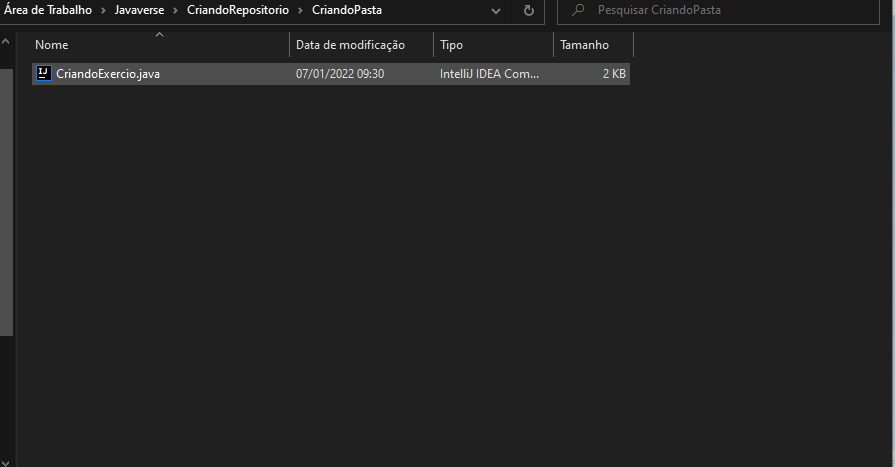 Área de Trabalho > Javaverse > CriandoRepositorio > CriandoPasta
Pesquisar CriandoPasta
Nome Data de modificação Tipo Tamanho
CriandoExercio.java 07/01/2022 09:30 IntelliJ IDEA Com... 2 KB